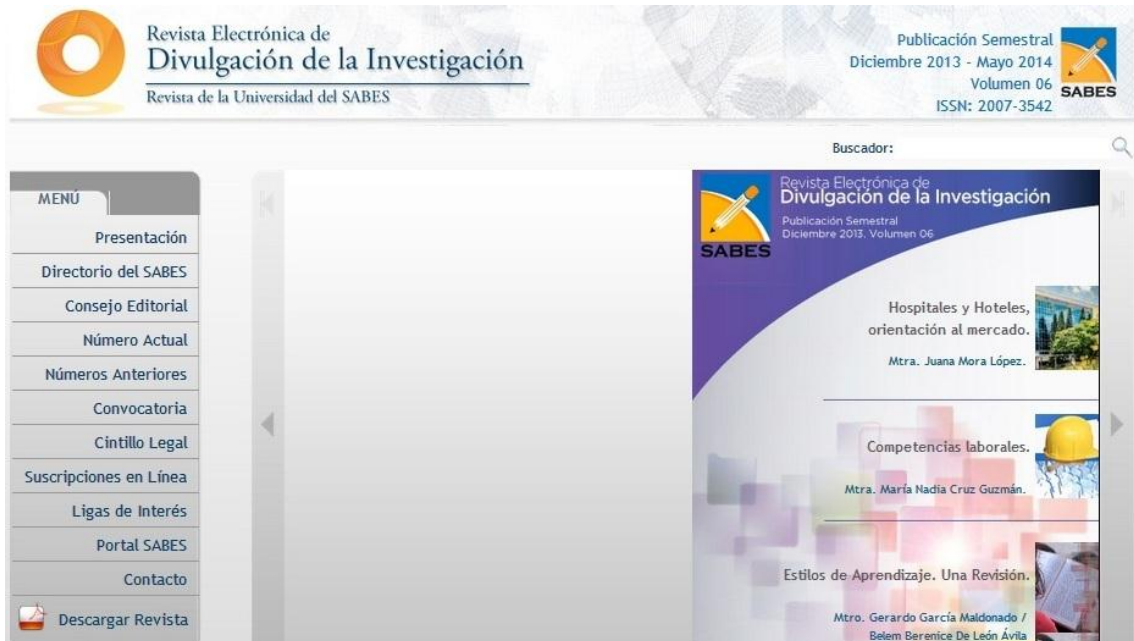 Revista Electrónica de
Divulgación de la Investigación
Revista de la Universidad del SABES
Publicación Semestral
Diciembre 2013 - Mayo 2014
Volumen 06
ISSN: 2007-3542
SABES
Buscador:
MENÚ
Presentación
Directorio del SABES
Consejo Editorial
Número Actual
Números Anteriores
Convocatoria
Cintillo Legal
Suscripciones en Línea
Ligas de Interés
Portal SABES
Contacto
Descargar Revista
Revista Electrónica de
Divulgación de la Investigación
Publicación Semestral
Diciembre 2013. Volumen 06
SABES
Hospitales y Hoteles,
orientación al mercado.
Mtra. Juana Mora López.
Competencias laborales.
Mtra. María Nadia Cruz Guzmán.
Estilos de Aprendizaje. Una Revisión.
Mtro. Gerardo García Maldonado /
Belem Berenice De León Ávila